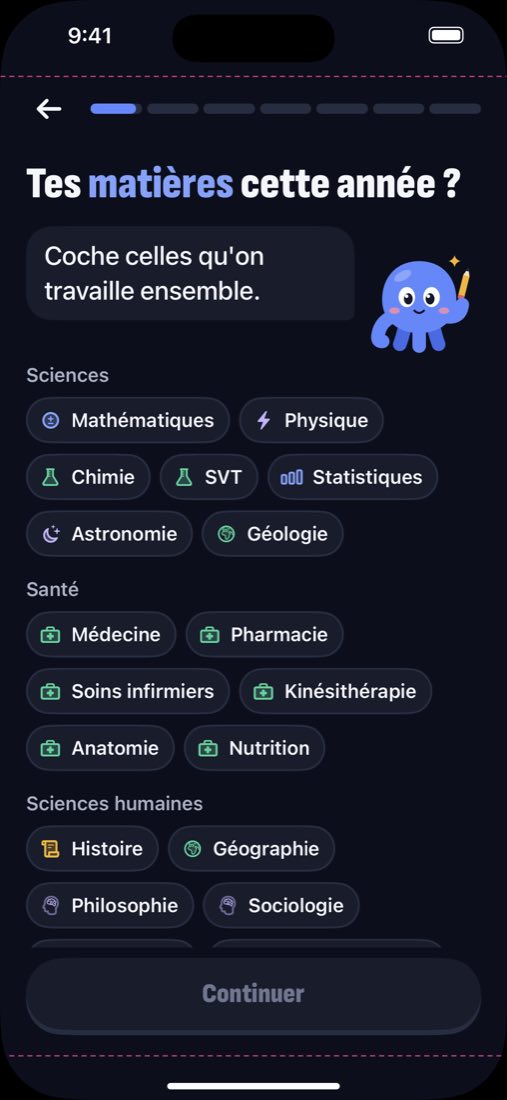 9:41
Tes matières cette année ?
Coche celles qu'on
travaille ensemble.
Sciences
Mathématiques
Physique
Chimie
SVT
Statistiques
Astronomie
Géologie
Santé
Médecine
Pharmacie
Soins infirmiers
Kinésithérapie
Anatomie
Nutrition
Sciences humaines
Histoire
Géographie
Philosophie
Sociologie
Continuer